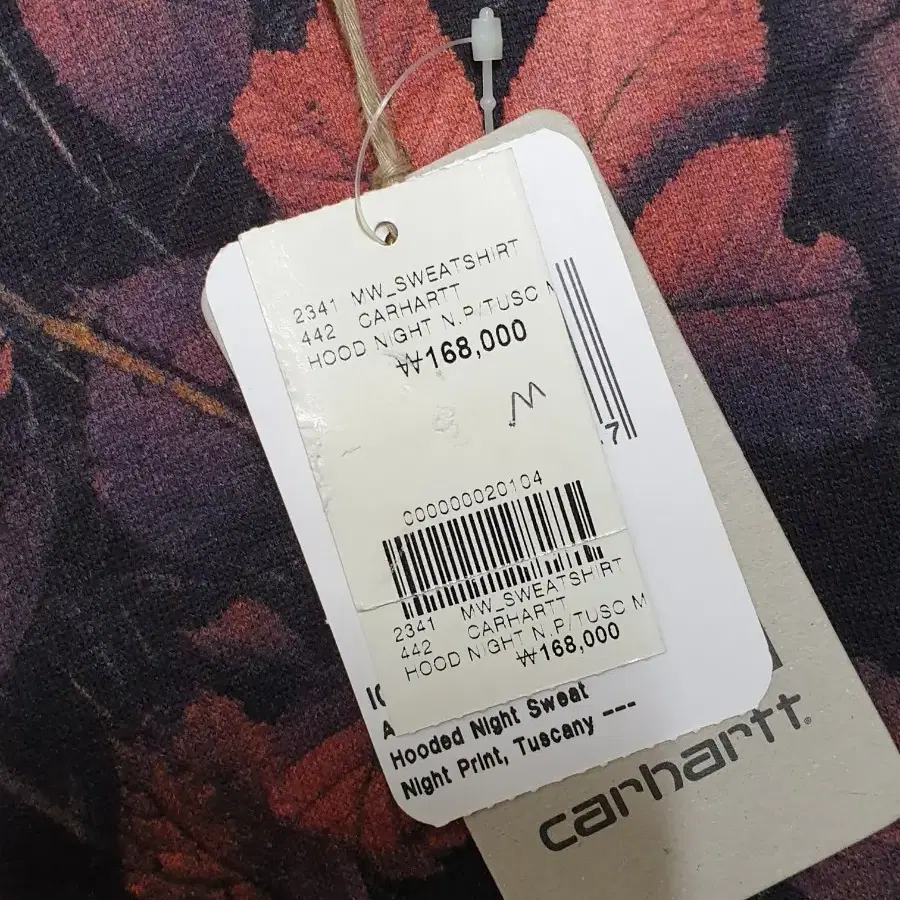 2341 MW_SWEATSHIRT
442 CARHARTT
HOOD NIGHT N.P/TUSC M
₩168,000
M
7
000000020104
2341 MW_SWEATSHIRT
442 CARHARTT
HOOD NIGHT N.P/TUSC M
₩168,000
A
Hooded Night Sweat
Night Print, Tuscany ---
carhartt.